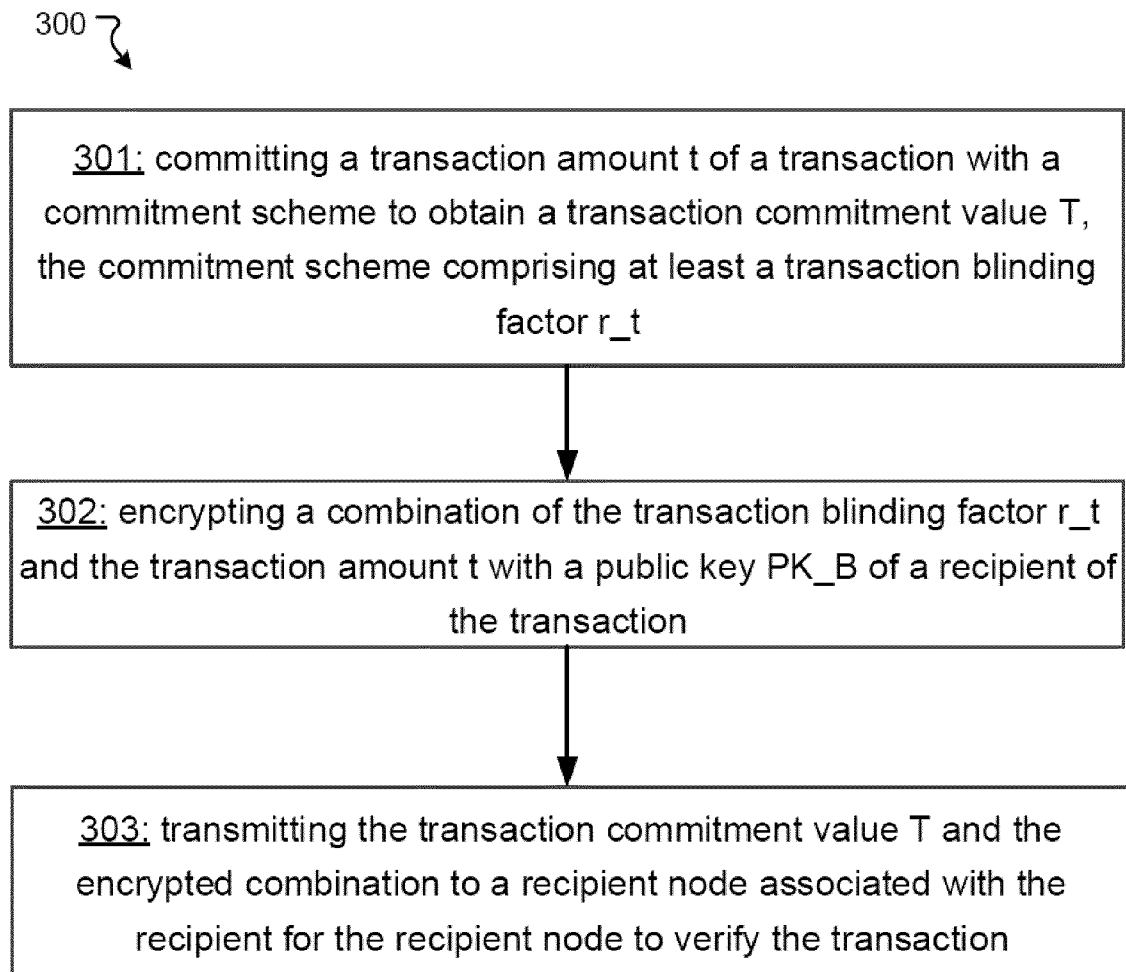 300
301: committing a transaction amount t of a transaction with a
commitment scheme to obtain a transaction commitment value T,
the commitment scheme comprising at least a transaction blinding
factor r_t
302: encrypting a combination of the transaction blinding factor r_t
and the transaction amount t with a public key PK_B of a recipient of
the transaction
303: transmitting the transaction commitment value T and the
encrypted combination to a recipient node associated with the
recipient for the recipient node to verify the transaction